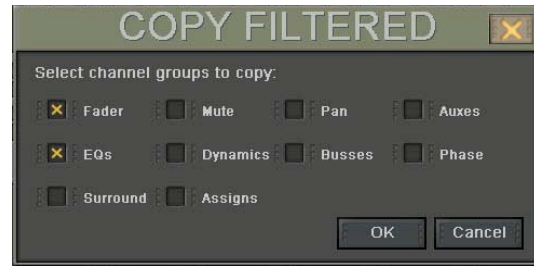 COPY FILTERED
Select channel groups to copy:
Fader Mute Pan Auxes
EQs Dynamics Busses Phase
Surround Assigns
OK Cancel